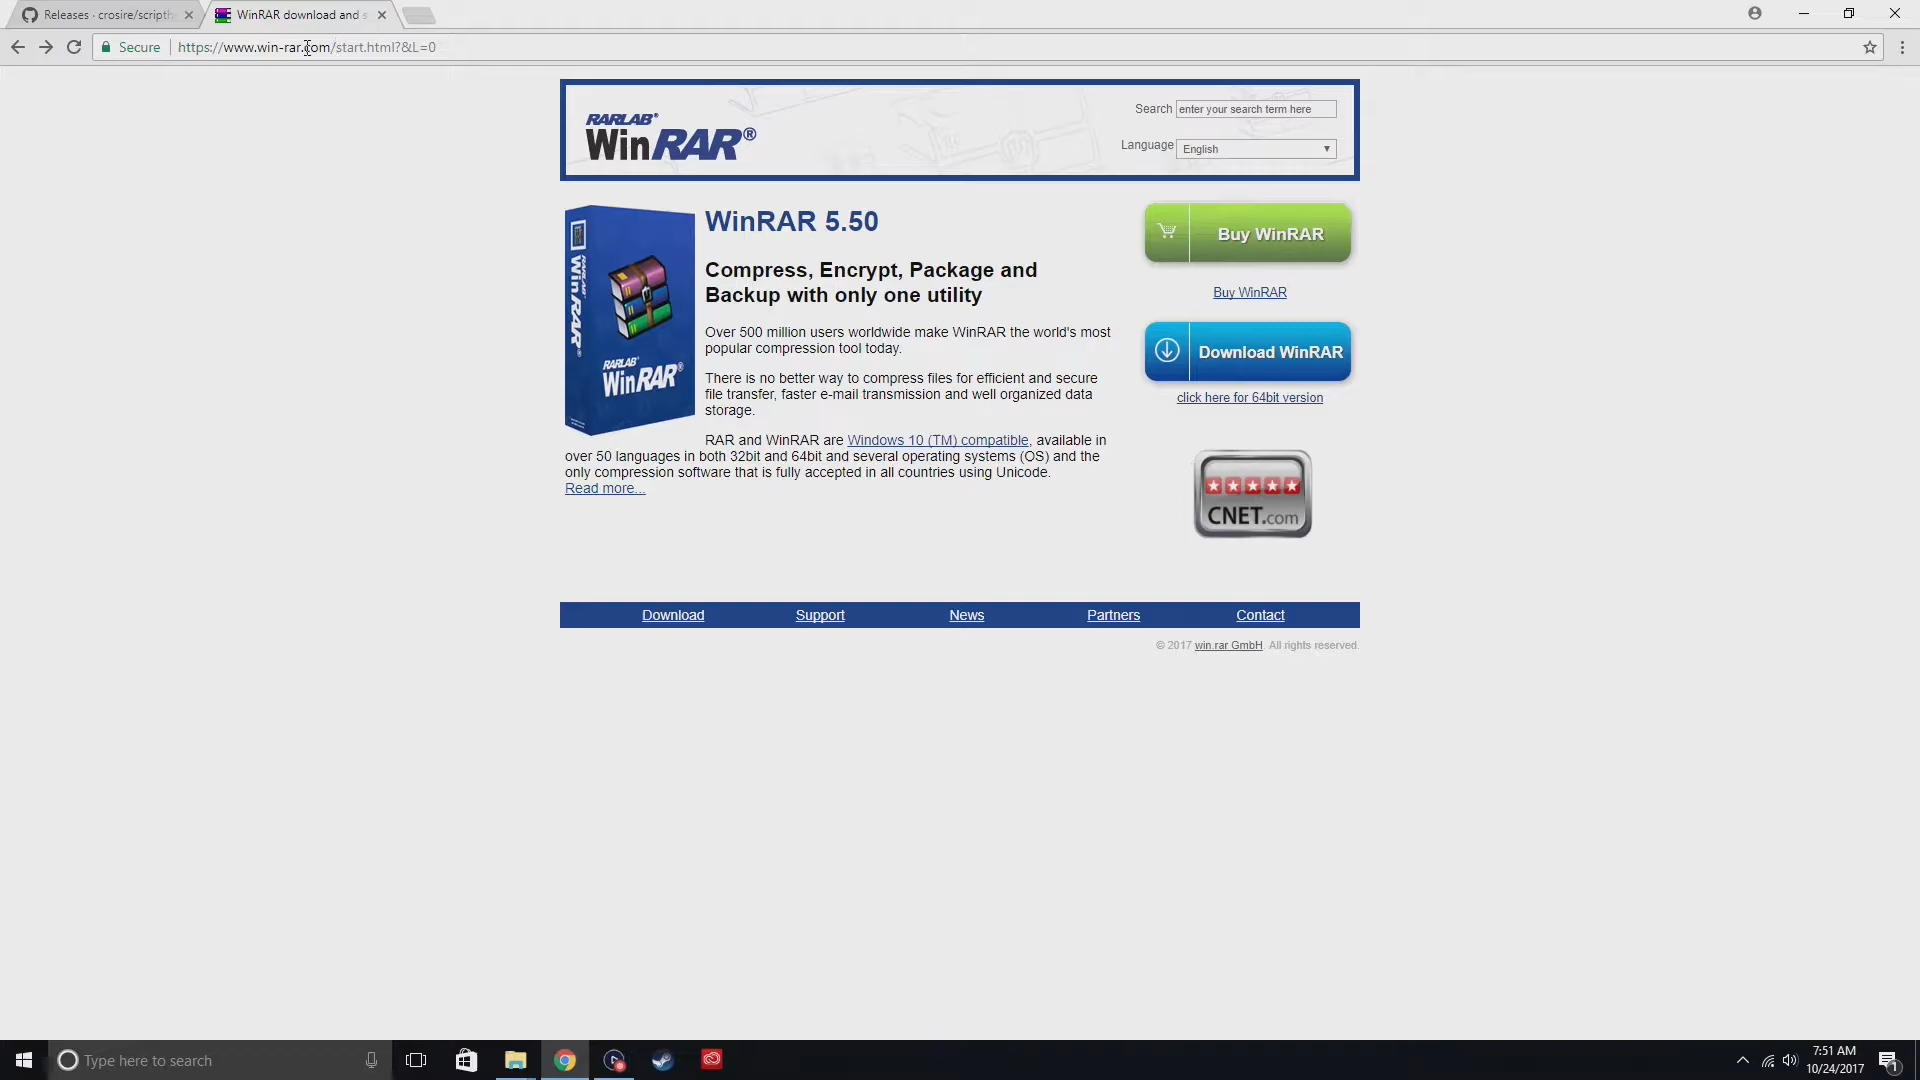 Releases · crosire/scripth
WinRAR download and s
Secure
https://www.win-rar.com/start.html?&L=0
RARLAB®
WinRAR®
Search
enter your search term here
Language
English
WinRAR®
RARLAB®
WinRAR®
WinRAR 5.50
Compress, Encrypt, Package and
Backup with only one utility
Over 500 million users worldwide make WinRAR the world's most
popular compression tool today.
There is no better way to compress files for efficient and secure
file transfer, faster e-mail transmission and well organized data
storage.
RAR and WinRAR are Windows 10 (TM) compatible, available in
over 50 languages in both 32bit and 64bit and several operating systems (OS) and the
only compression software that is fully accepted in all countries using Unicode.
Read more...
Buy WinRAR
Buy WinRAR
Download WinRAR
click here for 64bit version
CNET.com
Download
Support
News
Partners
Contact
© 2017 win.rar GmbH. All rights reserved.
Type here to search
7:51 AM
10/24/2017
1